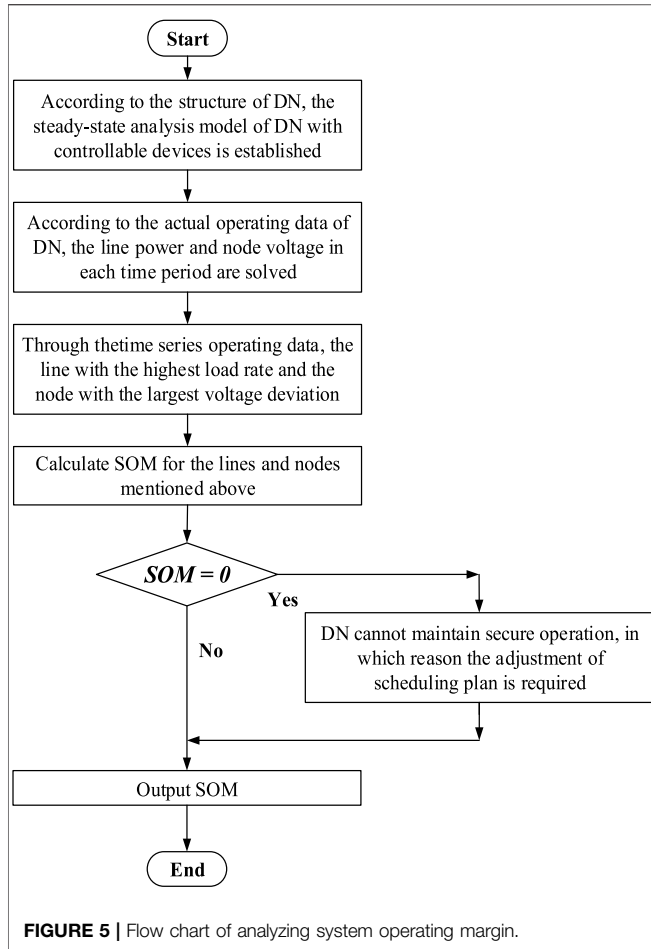 Start
According to the structure of DN, the
steady-state analysis model of DN with
controllable devices is established
According to the actual operating data of
DN, the line power and node voltage in
each time period are solved
Through thetime series operating data, the
line with the highest load rate and the
node with the largest voltage deviation
Calculate SOM for the lines and nodes
mentioned above
SOM = 0
Yes
No
DN cannot maintain secure operation, in
which reason the adjustment of
scheduling plan is required
Output SOM
End
FIGURE 5 | Flow chart of analyzing system operating margin.